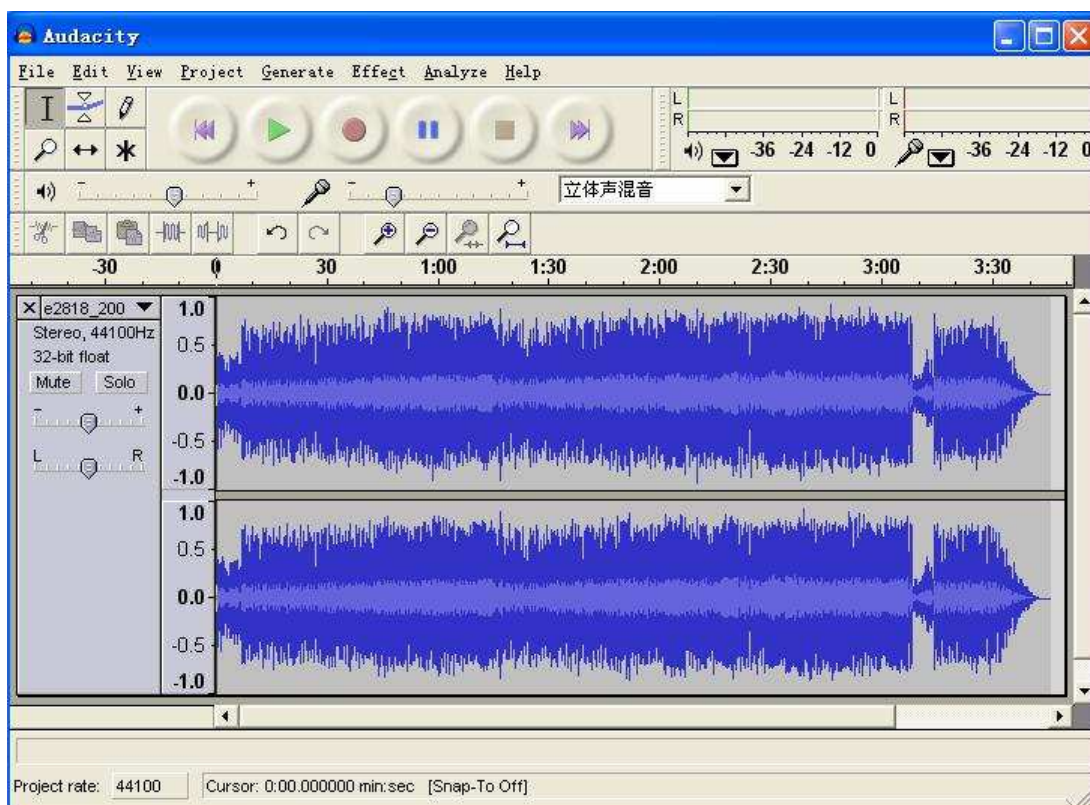 Audacity
File Edit View Project Generate Effect Analyze Help
L
R
-36 -24 -12 0
L
R
-36 -24 -12 0
- + - + 立体声混音
-30 0 30 1:00 1:30 2:00 2:30 3:00 3:30
e2818_200
Stereo, 44100Hz
32-bit float
Mute Solo
- +
L R
1.0
0.5
0.0
-0.5
-1.0
1.0
0.5
0.0
-0.5
-1.0
Project rate: 44100 Cursor: 0:00.000000 min:sec [Snap-To Off]